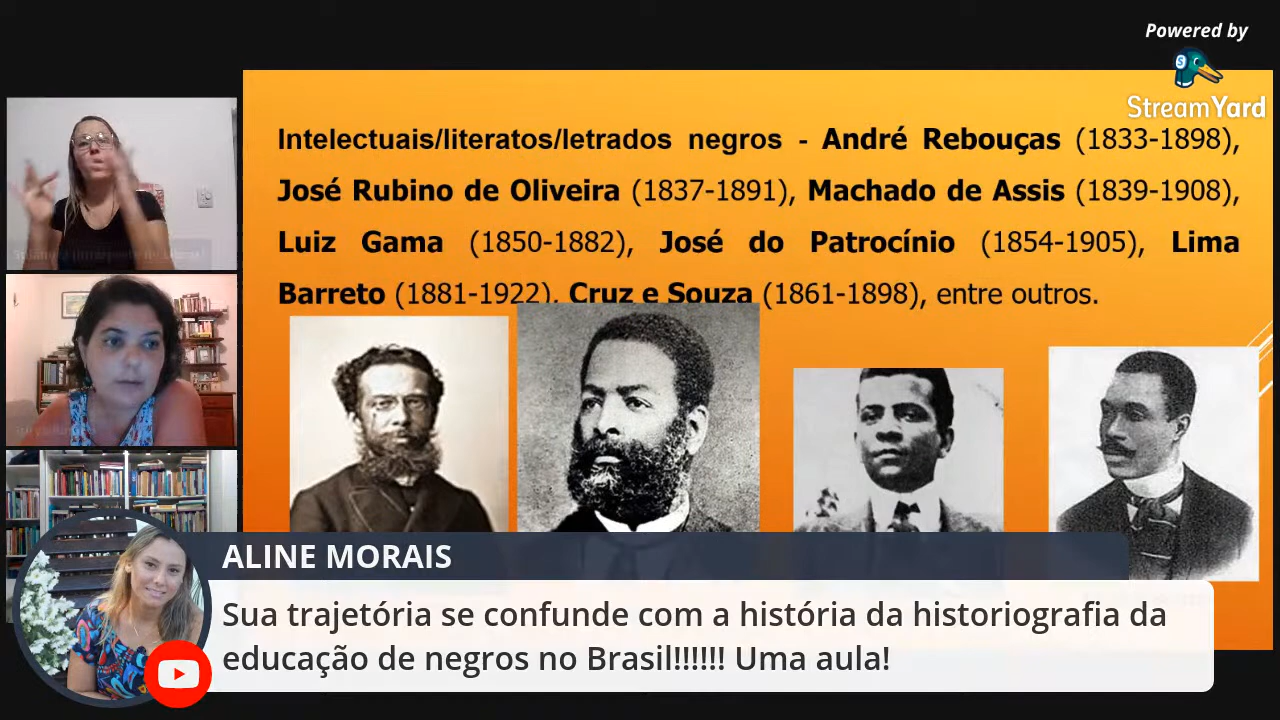 Powered by
StreamYard
Intelectuais/literatos/letrados negros - André Rebouças (1833-1898),
José Rubino de Oliveira (1837-1891), Machado de Assis (1839-1908),
Luiz Gama (1850-1882), José do Patrocínio (1854-1905), Lima
Barreto (1881-1922), Cruz e Souza (1861-1898), entre outros.
ALINE MORAIS
Sua trajetória se confunde com a história da historiografia da
educação de negros no Brasil!!!!!! Uma aula!